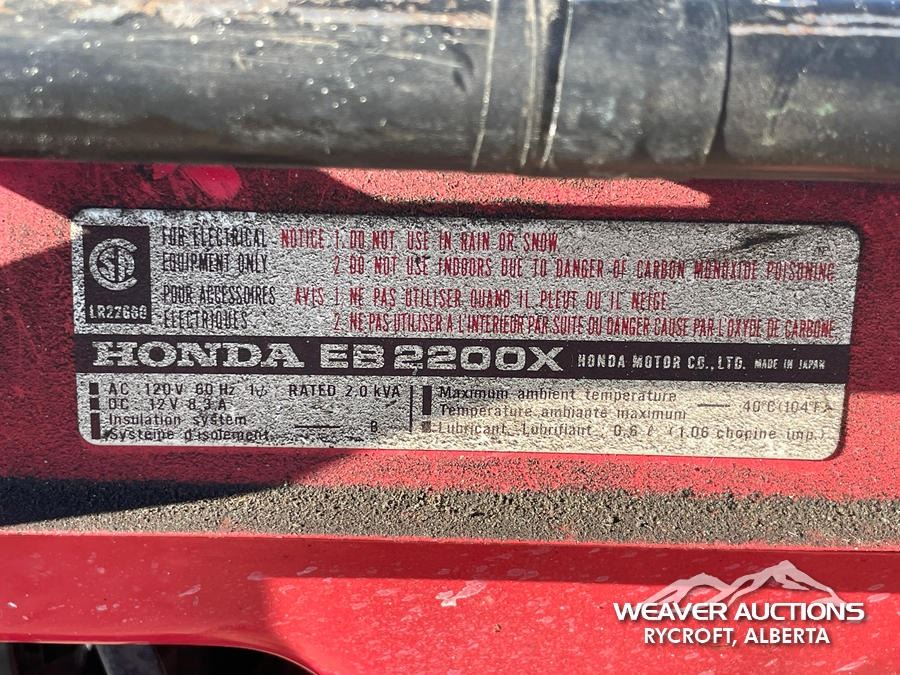 CSA
LR22668
FOR ELECTRICAL
EQUIPMENT ONLY
POUR ACCESSOIRES
ELECTRIQUES
NOTICE 1. DO NOT USE IN RAIN OR SNOW.
2. DO NOT USE INDOORS DUE TO DANGER OF CARBON MONOXIDE POISONING
AVIS 1. NE PAS UTILISER QUAND IL PLEUT OU IL NEIGE
2. NE PAS UTILISER A L'INTERIEUR PAR SUITE DU DANGER CAUSE PAR L'OXYDE DE CARBONE
HONDA EB2200X HONDA MOTOR CO., LTD. MADE IN JAPAN
AC 120V 60 Hz RATED 2.0 kVA
DC 12V 8.3A
Insulation system
Système d'isolement B
Maximum ambient temperature
Température ambiante maximum 40°C (104°F)
Lubricant Lubrifiant 0.6 ℓ (1.06 chopine imp.)
WEAVER AUCTIONS
RYCROFT, ALBERTA